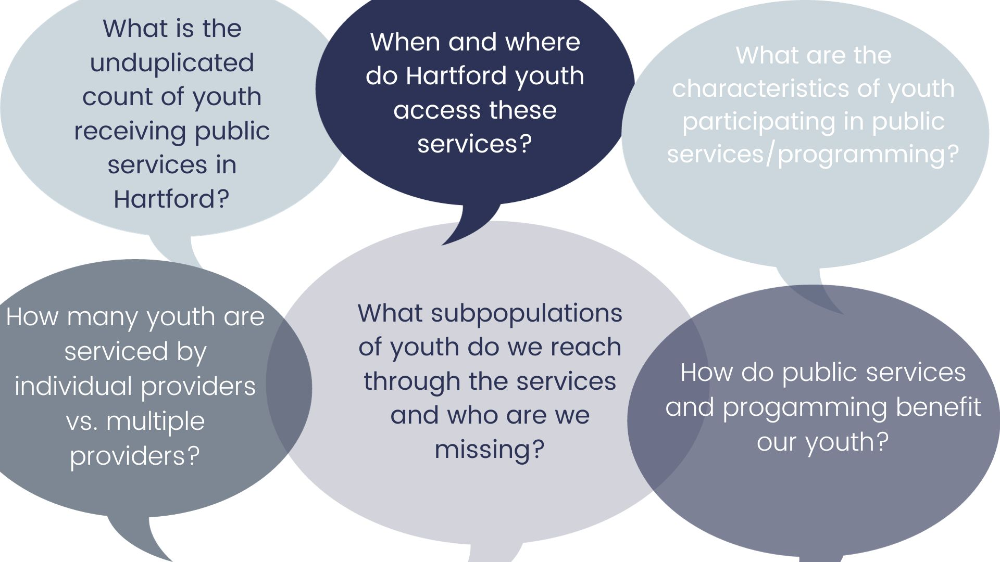 What is the
unduplicated
count of youth
receiving public
services in
Hartford?
When and where
do Hartford youth
access these
services?
What are the
characteristics of youth
participating in public
services/programming?
How many youth are
serviced by
individual providers
vs. multiple
providers?
What subpopulations
of youth do we reach
through the services
and who are we
missing?
How do public services
and progamming benefit
our youth?